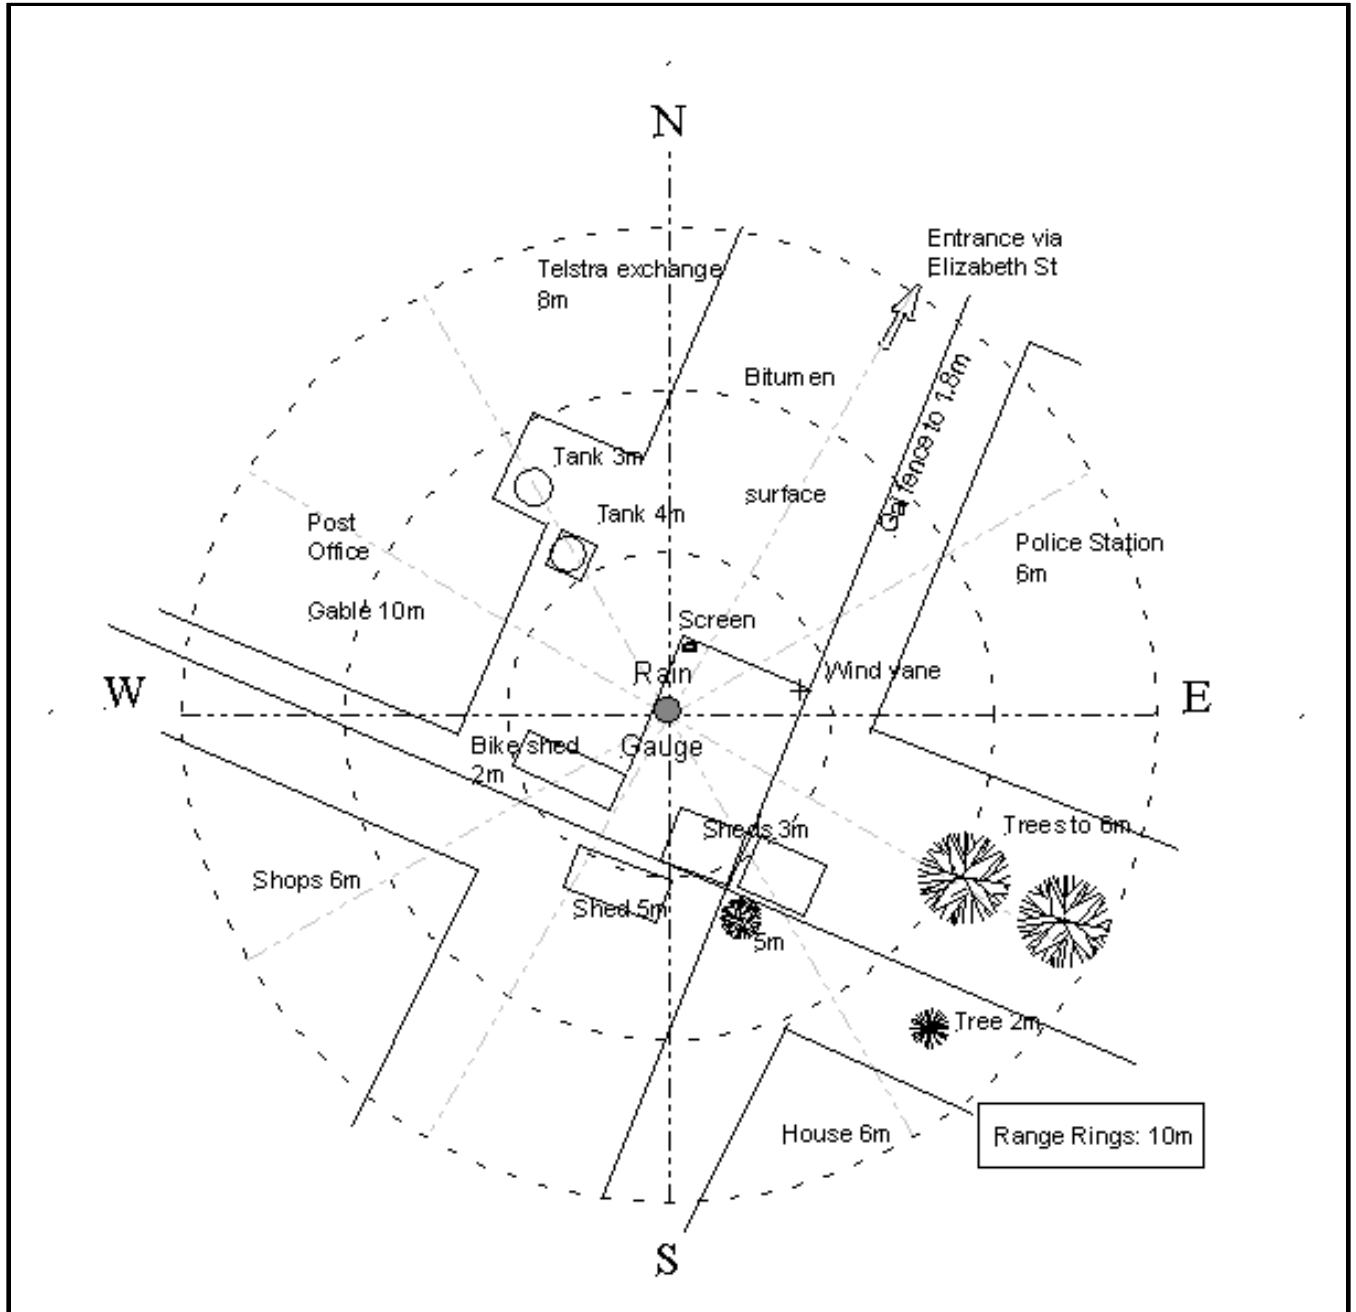 N
Entrance via
Elizabeth St
Telstra exchange
8m
Bitumen
Gal fence to 1.8m
Tank 3m
surface
Tank 4m
Post
Office
Police Station
6m
Gable 10m
Screen
Rain
Wind vane
W
E
Bike shed
2m
Gauge
Trees to 6m
Sheds 3m
Shops 6m
Shed 5m
5m
Tree 2m
House 6m
Range Rings: 10m
S